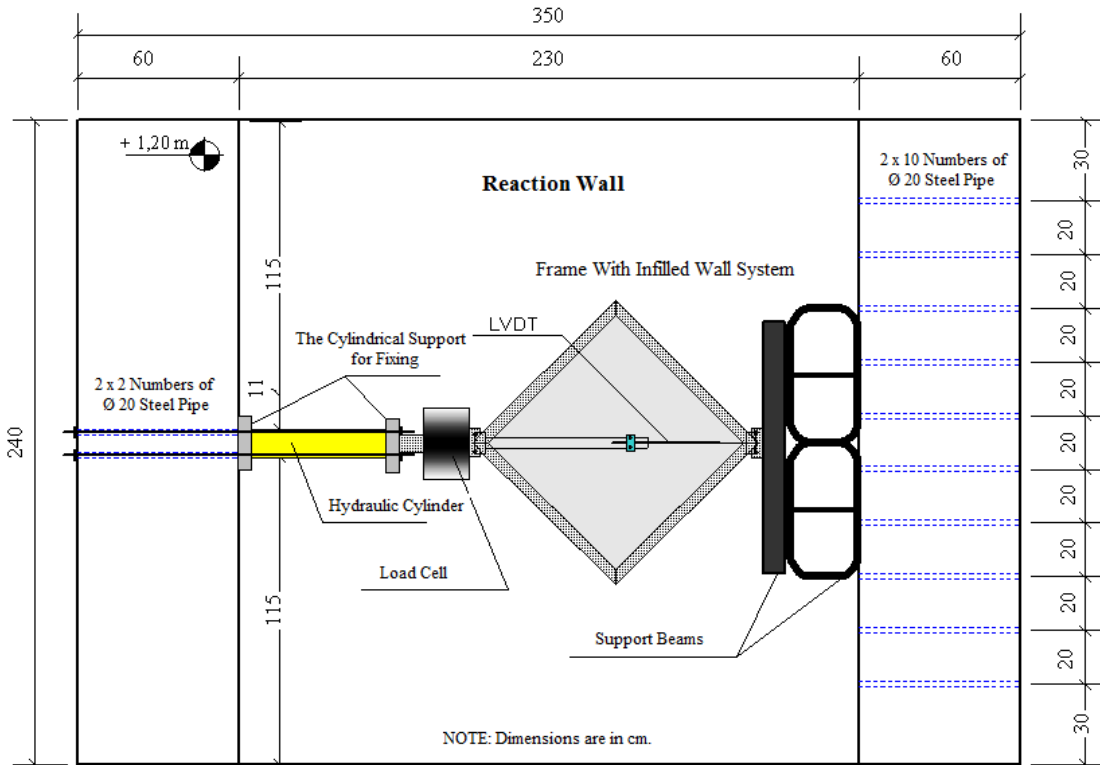 350
60
230
60
+ 1,20 m
2 x 10 Numbers of
Ø 20 Steel Pipe
30
Reaction Wall
20
20
115
Frame With Infilled Wall System
20
LVDT
The Cylindrical Support
for Fixing
20
2 x 2 Numbers of
Ø 20 Steel Pipe
11
20
240
20
20
Hydraulic Cylinder
20
Load Cell
20
115
Support Beams
20
30
NOTE: Dimensions are in cm.